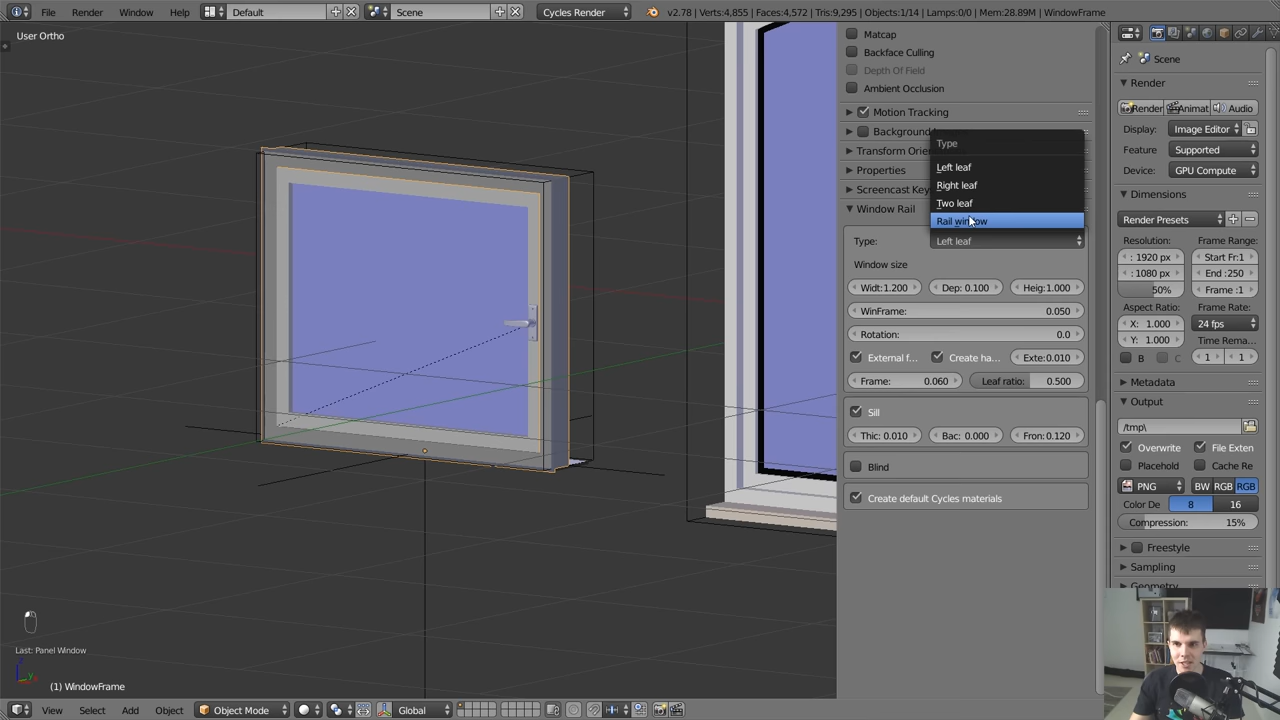 File Render Window Help Default Scene Cycles Render v2.78 | Verts:4,855 | Faces:4,572 | Tris:9,295 | Objects:1/14 | Lamps:0/0 | Mem:28.89M | WindowFrame
User Ortho
Matcap
Backface Culling
Depth Of Field
Ambient Occlusion
Motion Tracking
Background
Transform Orie
Properties
Screencast Key
Window Rail
Type
Left leaf
Right leaf
Two leaf
Rail window
Type: Left leaf
Window size
Widt:1.200 Dep: 0.100 Heig:1.000
WinFrame: 0.050
Rotation: 0.0
External f... Create ha... Exte:0.010
Frame: 0.060 Leaf ratio: 0.500
Sill
Thic: 0.010 Bac: 0.000 Fron:0.120
Blind
Create default Cycles materials
Scene
Render
Render Animat Audio
Display: Image Editor
Feature Supported
Device: GPU Compute
Dimensions
Render Presets
Resolution: Frame Range:
: 1920 px Start Fr:1
: 1080 px End :250
50% Frame :1
Aspect Ratio: Frame Rate:
X: 1.000 24 fps
Y: 1.000 Time Rema...
B C 1 1
Metadata
Output
/tmp\
Overwrite File Exten
Placehold Cache Re
PNG BW RGB RGB
Color De 8 16
Compression: 15%
Freestyle
Sampling
Last: Panel Window
(1) WindowFrame
View Select Add Object Object Mode Global